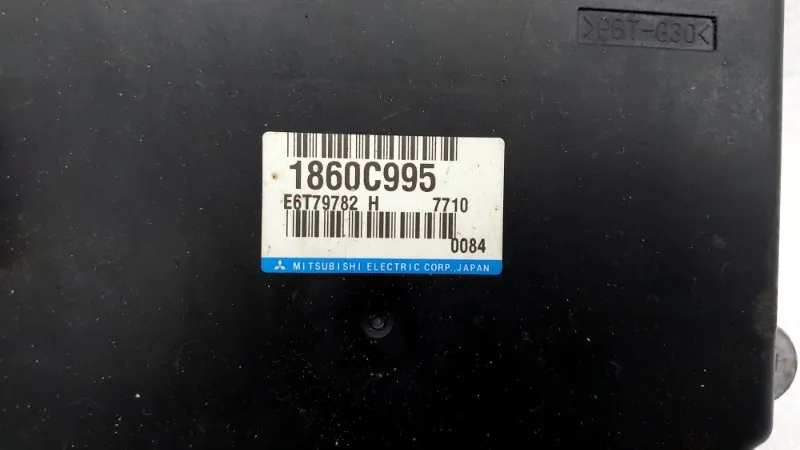 >PBT-G30<
1860C995
E6T79782 H 7710
0084
MITSUBISHI ELECTRIC CORP., JAPAN